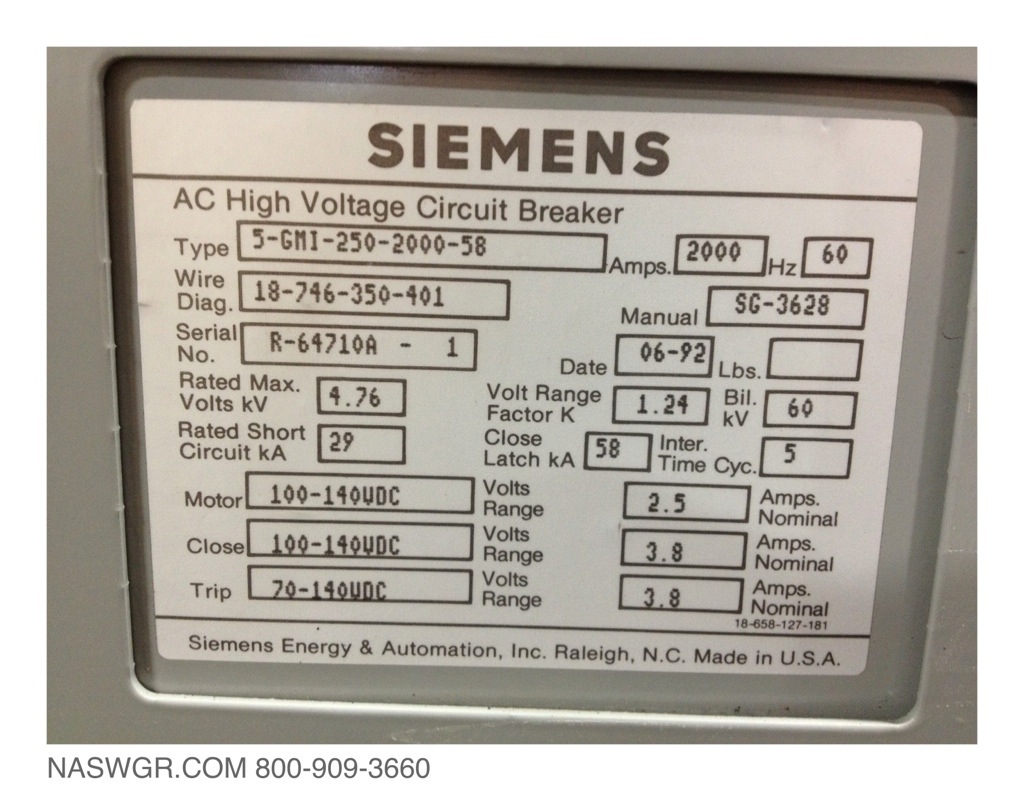 SIEMENS
AC High Voltage Circuit Breaker
Type 5-GMI-250-2000-58 Amps. 2000 Hz 60
Wire Diag. 18-746-350-401 Manual SG-3628
Serial No. R-64710A - 1 Date 06-92 Lbs.
Rated Max. Volts kV 4.76 Volt Range Factor K 1.24 Bil. kV 60
Rated Short Circuit kA 29 Close Latch kA 58 Inter. Time Cyc. 5
Motor 100-140VDC Volts Range 2.5 Amps. Nominal
Close 100-140VDC Volts Range 3.8 Amps. Nominal
Trip 70-140VDC Volts Range 3.8 Amps. Nominal
18-658-127-181
Siemens Energy & Automation, Inc. Raleigh, N.C. Made in U.S.A.
NASWGR.COM 800-909-3660